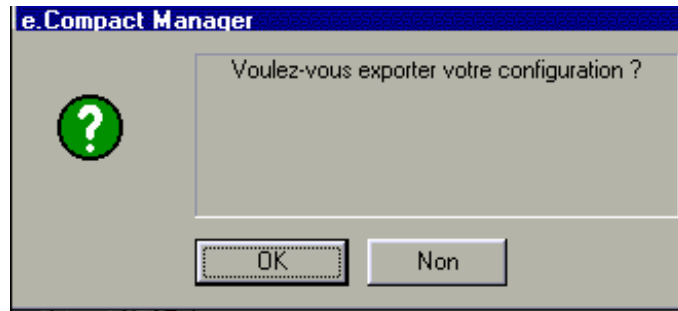 e.Compact Manager
Voulez-vous exporter votre configuration ?
OK
Non